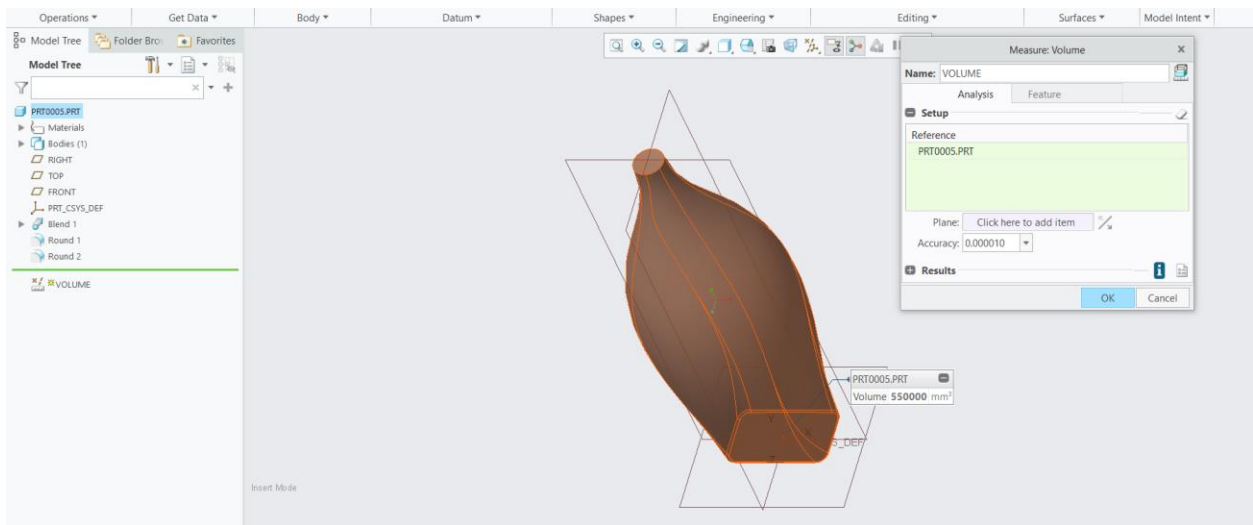 Operations Get Data Body Datum Shapes Engineering Editing Surfaces Model Intent
Model Tree Folder Bro Favorites
Model Tree
PRT0005.PRT
Materials
Bodies (1)
RIGHT
TOP
FRONT
PRT_CSYS_DEF
Blend 1
Round 1
Round 2
VOLUME
Insert Mode
Y
X
Z
S_DEF
PRT0005.PRT
Volume 550000 mm³
Measure: Volume
Name: VOLUME
Analysis Feature
Setup
Reference
PRT0005.PRT
Plane: Click here to add item
Accuracy: 0.000010
Results
OK Cancel